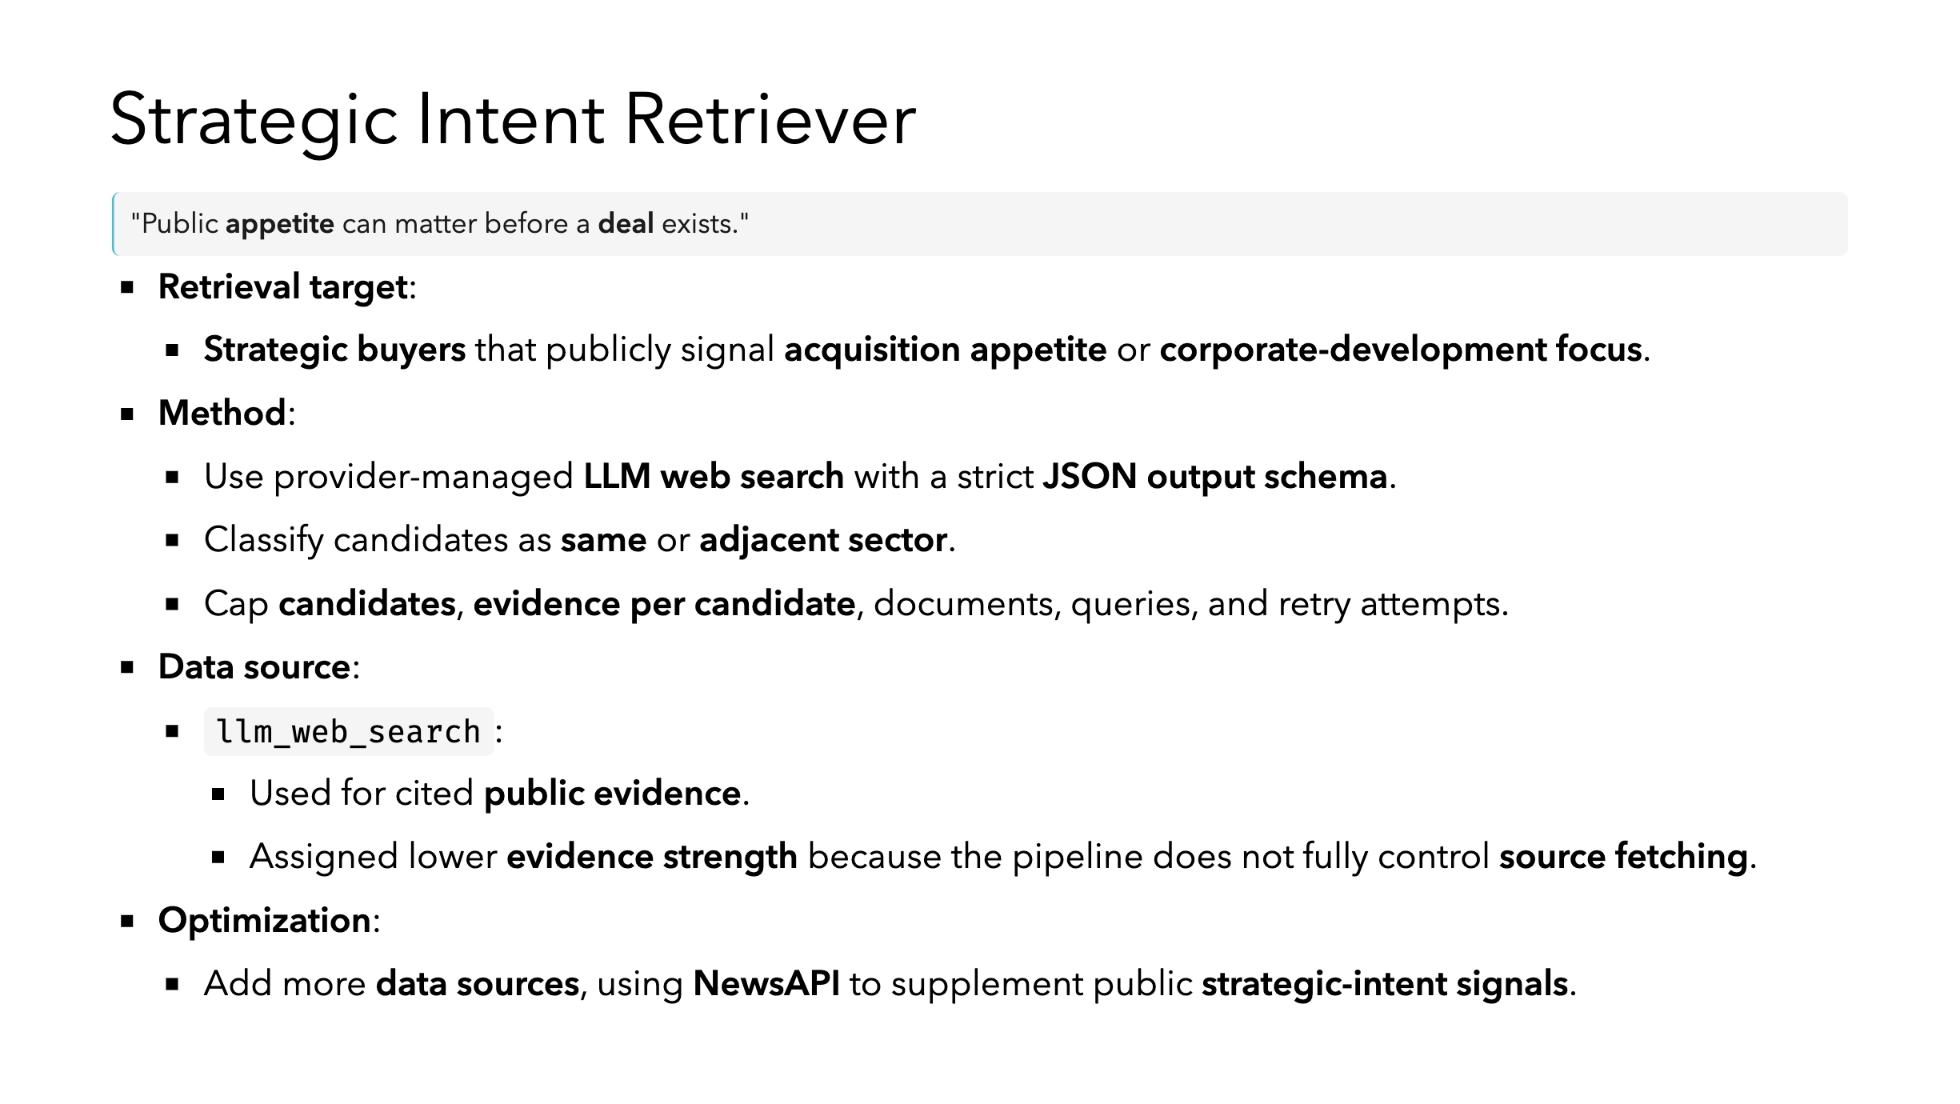 Strategic Intent Retriever
"Public appetite can matter before a deal exists."
Retrieval target:
Strategic buyers that publicly signal acquisition appetite or corporate-development focus.
Method:
Use provider-managed LLM web search with a strict JSON output schema.
Classify candidates as same or adjacent sector.
Cap candidates, evidence per candidate, documents, queries, and retry attempts.
Data source:
llm_web_search:
Used for cited public evidence.
Assigned lower evidence strength because the pipeline does not fully control source fetching.
Optimization:
Add more data sources, using NewsAPI to supplement public strategic-intent signals.